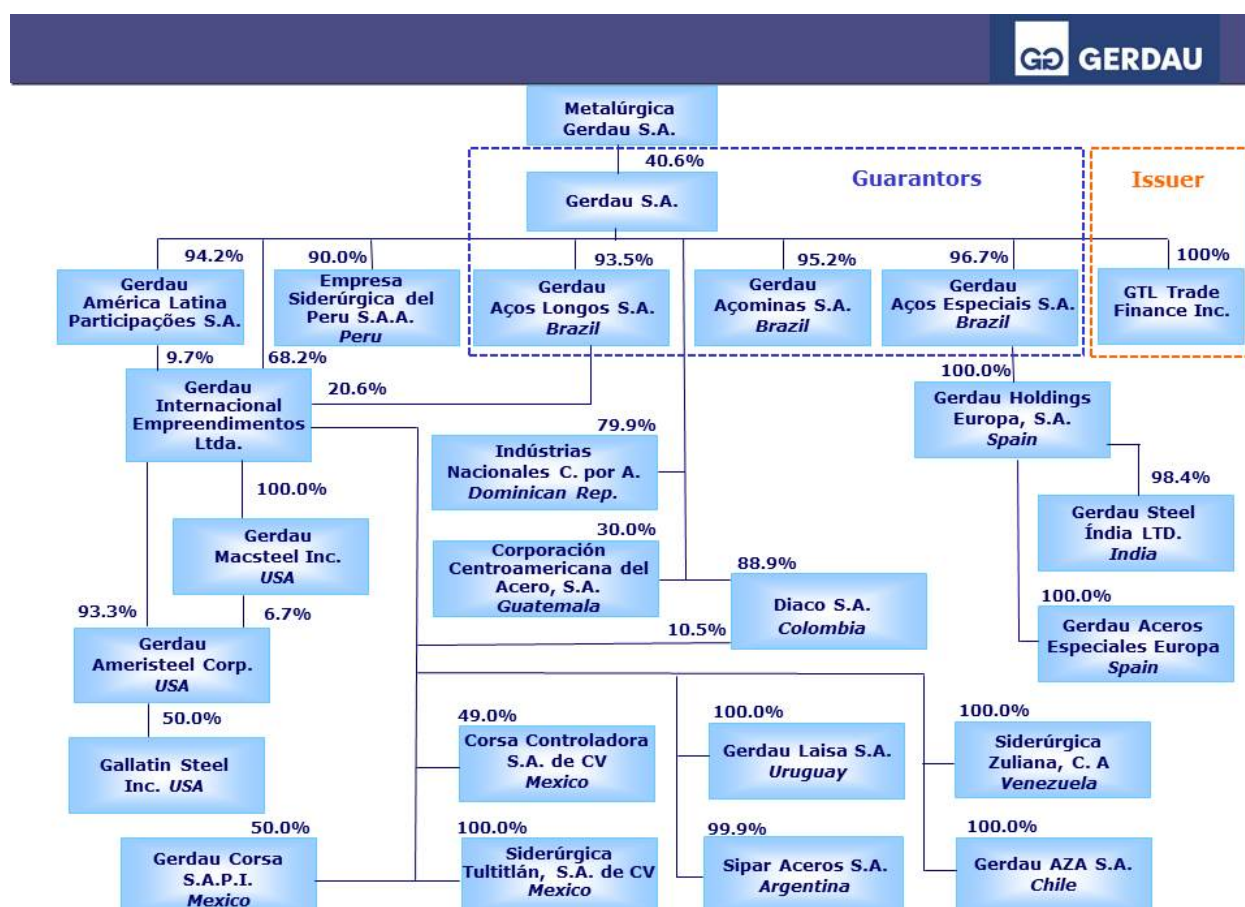 GG GERDAU
Metalúrgica
Gerdau S.A.
40.6%
Guarantors
Issuer
Gerdau S.A.
94.2%
90.0%
93.5%
95.2%
96.7%
100%
Gerdau
América Latina
Participações S.A.
Empresa
Siderúrgica del
Peru S.A.A.
Peru
Gerdau
Aços Longos S.A.
Brazil
Gerdau
Açominas S.A.
Brazil
Gerdau
Aços Especiais S.A.
Brazil
GTL Trade
Finance Inc.
9.7%
68.2%
20.6%
100.0%
Gerdau
Internacional
Empreendimentos
Ltda.
Gerdau Holdings
Europa, S.A.
Spain
79.9%
Indústrias
Nacionales C. por A.
Dominican Rep.
100.0%
98.4%
Gerdau
Macsteel Inc.
USA
Gerdau Steel
Índia LTD.
India
30.0%
Corporación
Centroamericana del
Acero, S.A.
Guatemala
88.9%
Diaco S.A.
Colombia
10.5%
100.0%
Gerdau Aceros
Especiales Europa
Spain
93.3%
6.7%
Gerdau
Ameristeel Corp.
USA
50.0%
Gallatin Steel
Inc. USA
49.0%
Corsa Controladora
S.A. de CV
Mexico
100.0%
Gerdau Laisa S.A.
Uruguay
100.0%
Siderúrgica
Zuliana, C. A
Venezuela
50.0%
Gerdau Corsa
S.A.P.I.
Mexico
100.0%
Siderúrgica
Tultitlán, S.A. de CV
Mexico
99.9%
Sipar Aceros S.A.
Argentina
100.0%
Gerdau AZA S.A.
Chile